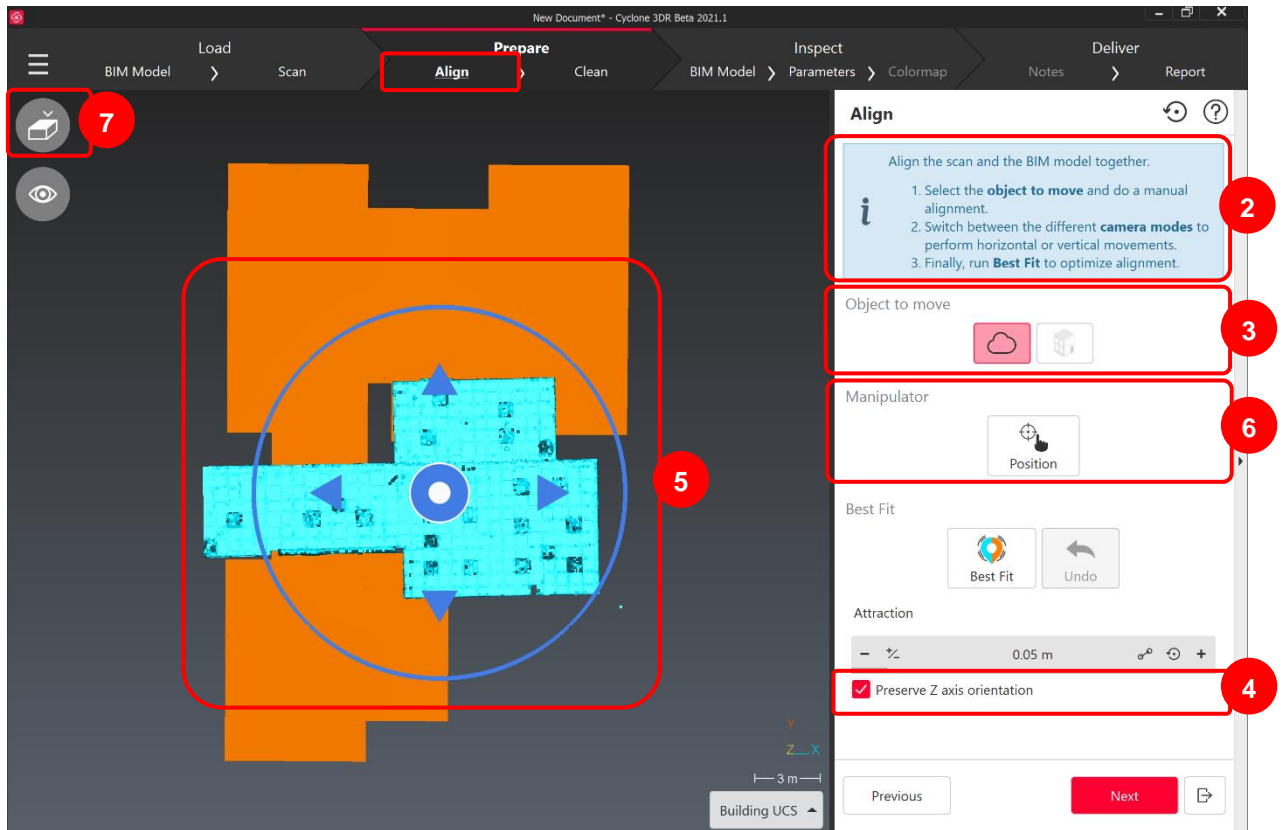 New Document* - Cyclone 3DR Beta 2021.1
Load
Prepare
Inspect
Deliver
BIM Model
Scan
Align
Clean
BIM Model
Parameters
Colormap
Notes
Report
7
Align
Align the scan and the BIM model together.
1. Select the object to move and do a manual
alignment.
2. Switch between the different camera modes to
perform horizontal or vertical movements.
3. Finally, run Best Fit to optimize alignment.
2
Object to move
3
Manipulator
Position
6
5
Best Fit
Best Fit
Undo
Attraction
− +/- 0.05 m +
Preserve Z axis orientation
4
Y
Z X
3 m
Building UCS
Previous
Next